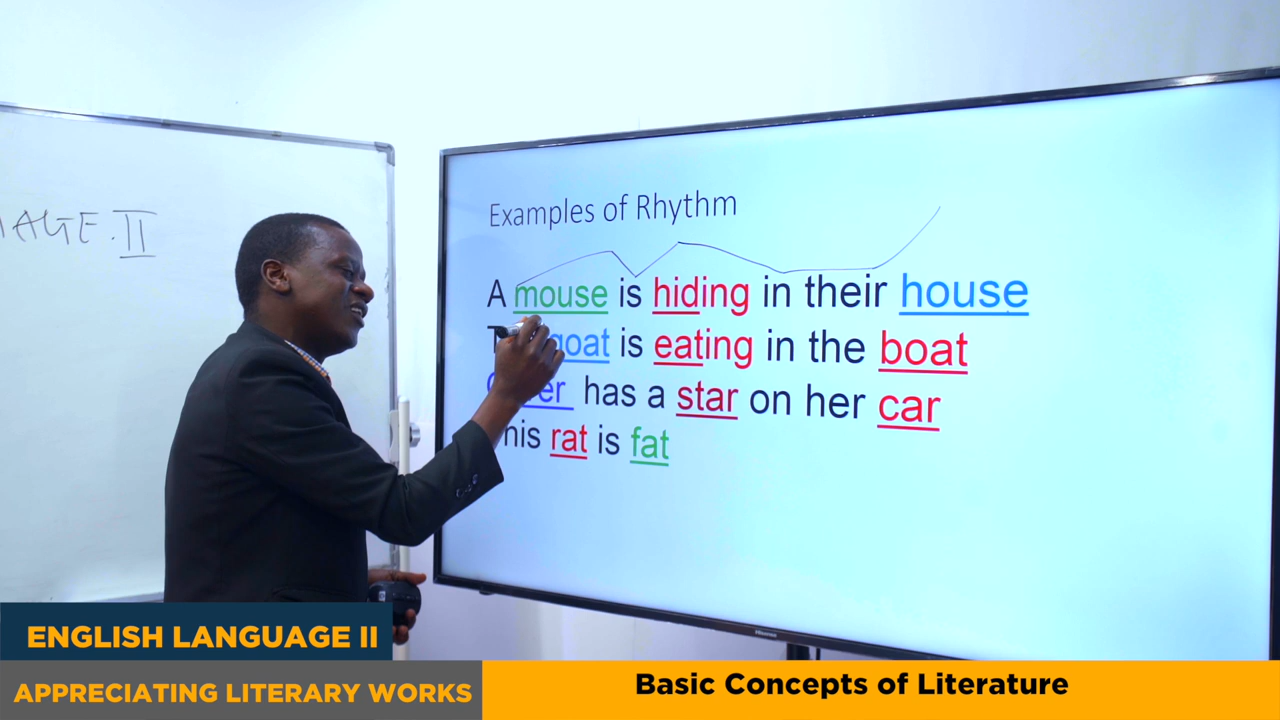 AGE. II
Examples of Rhythm
A mouse is hiding in their house
goat is eating in the boat
has a star on her car
rat is fat
Hisense
ENGLISH LANGUAGE II
APPRECIATING LITERARY WORKS
Basic Concepts of Literature